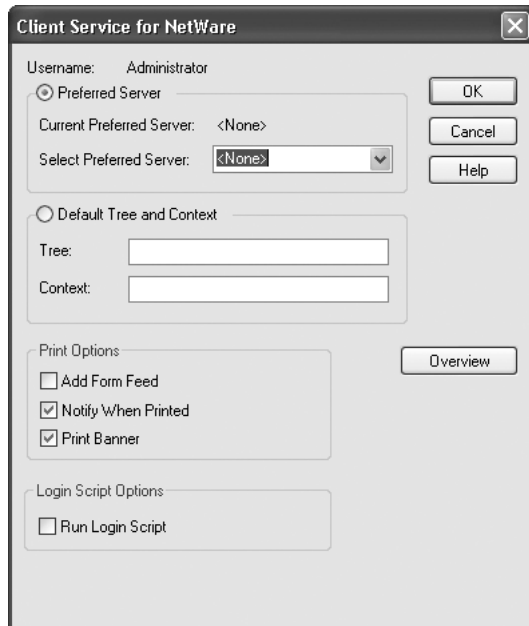 Client Service for NetWare
Username: Administrator
Preferred Server
Current Preferred Server: <None>
Select Preferred Server: <None>
OK
Cancel
Help
Default Tree and Context
Tree:
Context:
Print Options
Add Form Feed
Notify When Printed
Print Banner
Overview
Login Script Options
Run Login Script